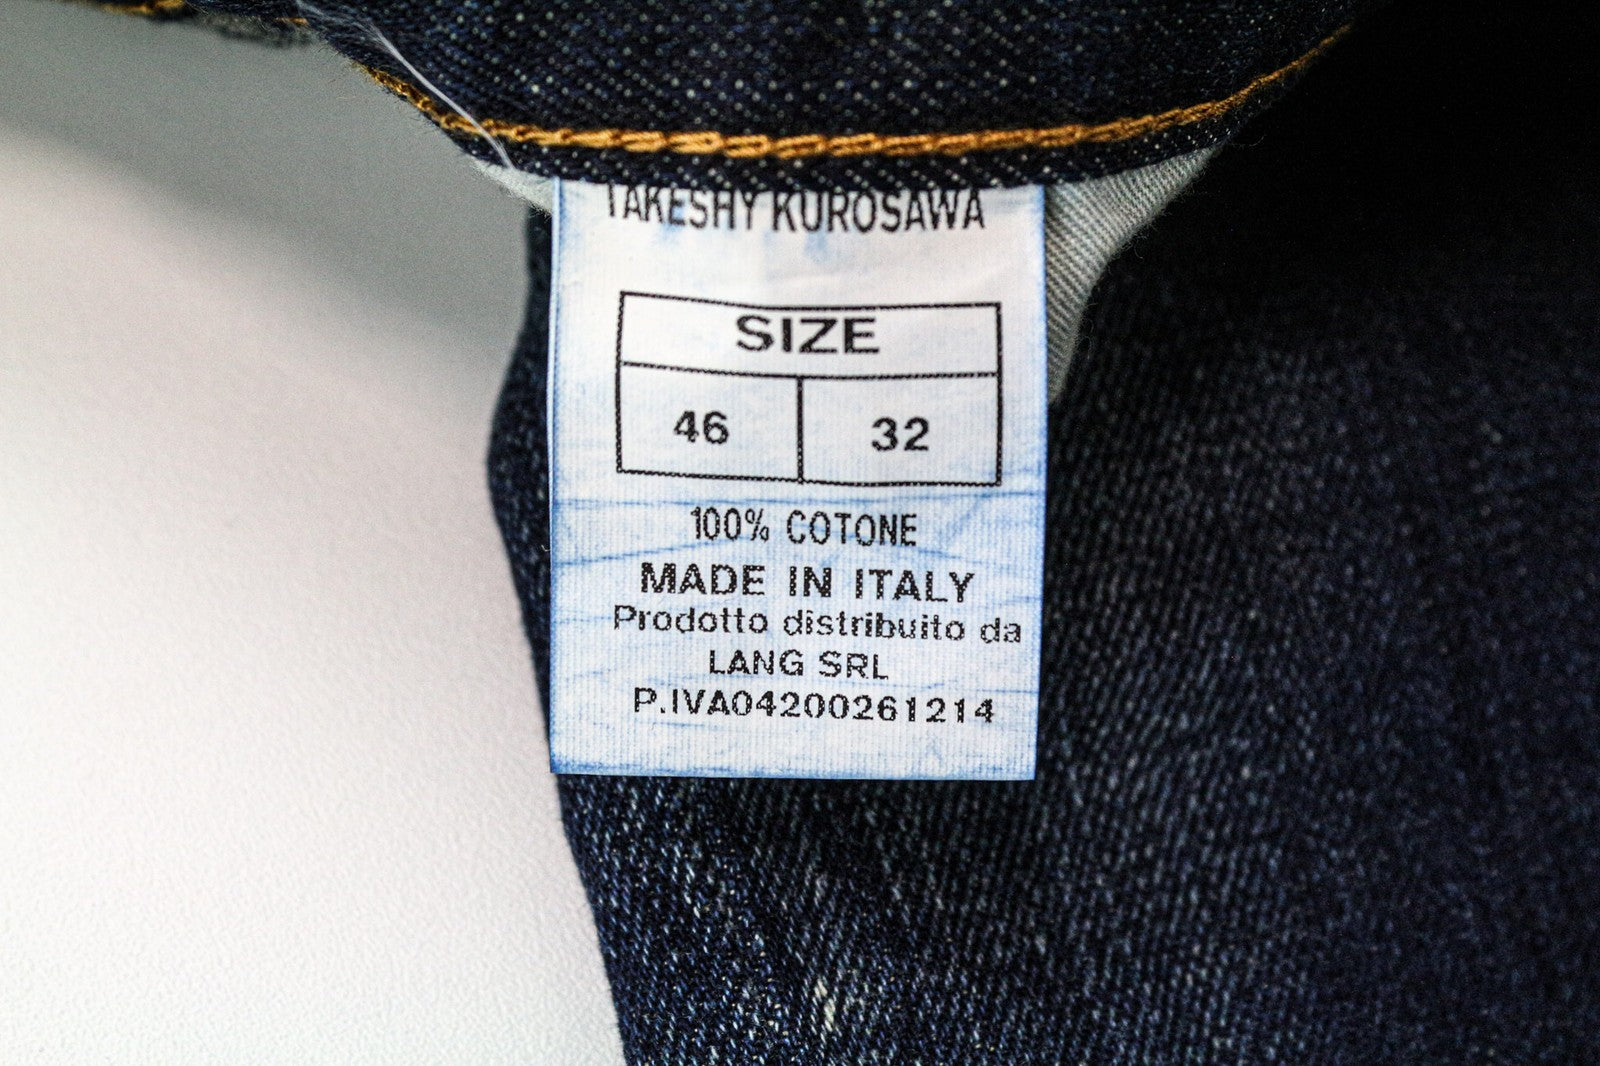 TAKESHY KUROSAWA
SIZE
46 32
100% COTONE
MADE IN ITALY
Prodotto distribuito da
LANG SRL
P.IVA04200261214